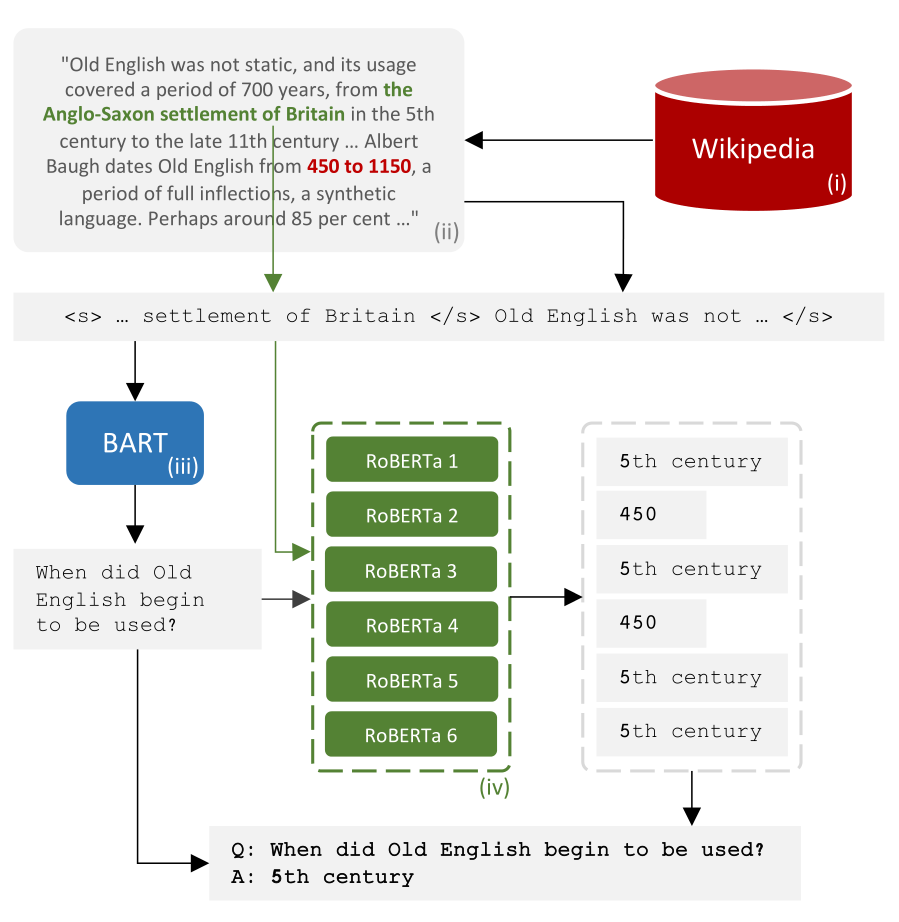 "Old English was not static, and its usage
covered a period of 700 years, from the
Anglo-Saxon settlement of Britain in the 5th
century to the late 11th century … Albert
Baugh dates Old English from 450 to 1150, a
period of full inflections, a synthetic
language. Perhaps around 85 per cent …"
(ii)
Wikipedia
(i)
<s> … settlement of Britain </s> Old English was not … </s>
BART
(iii)
When did Old
English begin
to be used?
RoBERTa 1
RoBERTa 2
RoBERTa 3
RoBERTa 4
RoBERTa 5
RoBERTa 6
(iv)
5th century
450
5th century
450
5th century
5th century
Q: When did Old English begin to be used?
A: 5th century